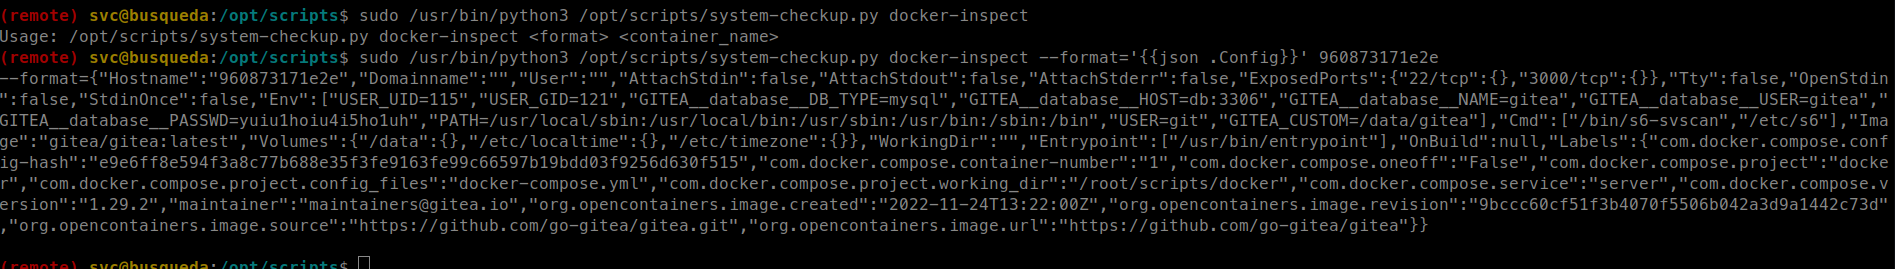 (remote) svc@busqueda:/opt/scripts$ sudo /usr/bin/python3 /opt/scripts/system-checkup.py docker-inspect
Usage: /opt/scripts/system-checkup.py docker-inspect <format> <container_name>
(remote) svc@busqueda:/opt/scripts$ sudo /usr/bin/python3 /opt/scripts/system-checkup.py docker-inspect --format='{{json .Config}}' 960873171e2e
--format={"Hostname":"960873171e2e","Domainname":"","User":"","AttachStdin":false,"AttachStdout":false,"AttachStderr":false,"ExposedPorts":{"22/tcp":{},"3000/tcp":{}},"Tty":false,"OpenStdin
":false,"StdinOnce":false,"Env":["USER_UID=115","USER_GID=121","GITEA__database__DB_TYPE=mysql","GITEA__database__HOST=db:3306","GITEA__database__NAME=gitea","GITEA__database__USER=gitea","
GITEA__database__PASSWD=yuiu1hoiu4i5ho1uh","PATH=/usr/local/sbin:/usr/local/bin:/usr/sbin:/usr/bin:/sbin:/bin","USER=git","GITEA_CUSTOM=/data/gitea"],"Cmd":["/bin/s6-svscan","/etc/s6"],"Ima
ge":"gitea/gitea:latest","Volumes":{"/data":{},"/etc/localtime":{},"/etc/timezone":{}},"WorkingDir":"","Entrypoint":["/usr/bin/entrypoint"],"OnBuild":null,"Labels":{"com.docker.compose.conf
ig-hash":"e9e6ff8e594f3a8c77b688e35f3fe9163fe99c66597b19bdd03f9256d630f515","com.docker.compose.container-number":"1","com.docker.compose.oneoff":"False","com.docker.compose.project":"docke
r","com.docker.compose.project.config_files":"docker-compose.yml","com.docker.compose.project.working_dir":"/root/scripts/docker","com.docker.compose.service":"server","com.docker.compose.v
ersion":"1.29.2","maintainer":"maintainers@gitea.io","org.opencontainers.image.created":"2022-11-24T13:22:00Z","org.opencontainers.image.revision":"9bccc60cf51f3b4070f5506b042a3d9a1442c73d"
,"org.opencontainers.image.source":"https://github.com/go-gitea/gitea.git","org.opencontainers.image.url":"https://github.com/go-gitea/gitea"}}
(remote) svc@busqueda:/opt/scripts$